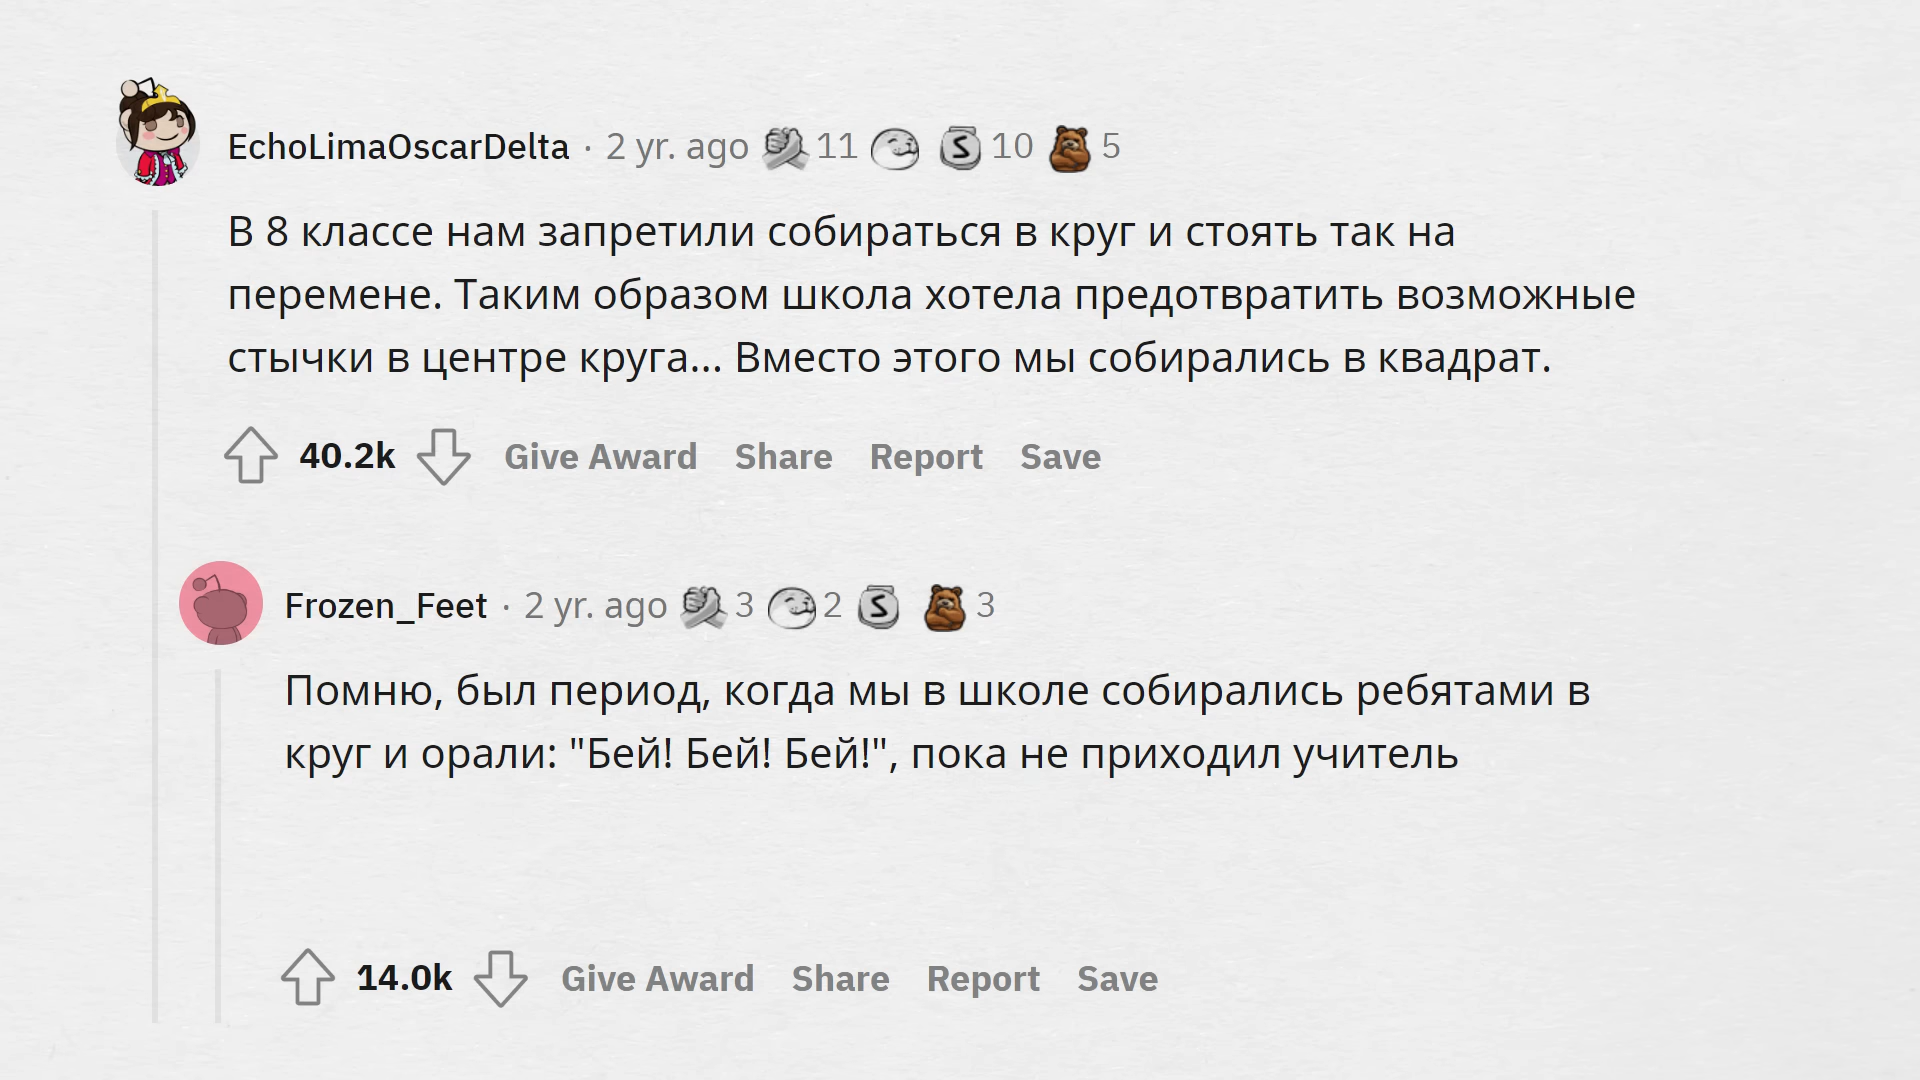 EchoLimaOscarDelta · 2 yr. ago 11 10 5
В 8 классе нам запретили собираться в круг и стоять так на
перемене. Таким образом школа хотела предотвратить возможные
стычки в центре круга... Вместо этого мы собирались в квадрат.
40.2k Give Award Share Report Save
Frozen_Feet · 2 yr. ago 3 2 S 3
Помню, был период, когда мы в школе собирались ребятами в
круг и орали: "Бей! Бей! Бей!", пока не приходил учитель
14.0k Give Award Share Report Save